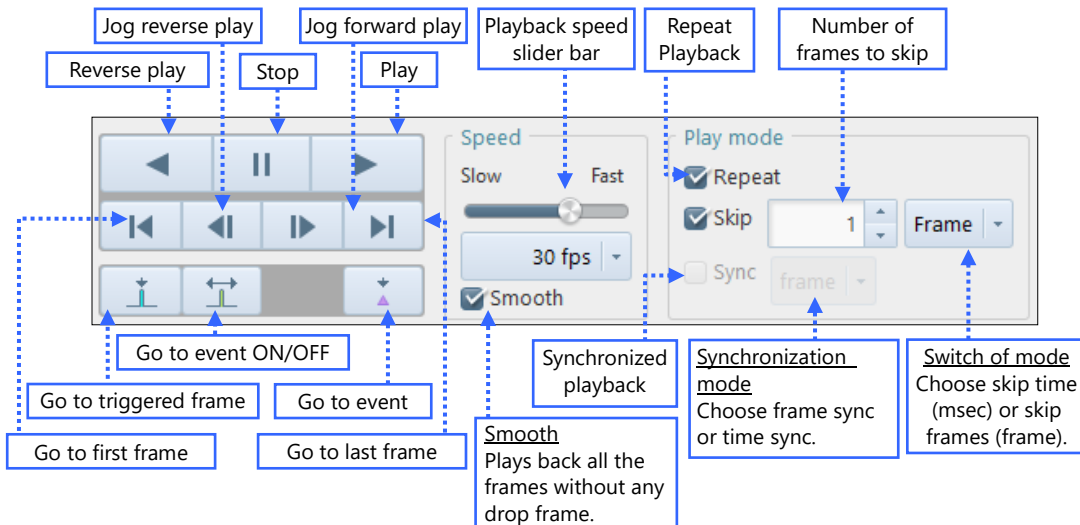 Jog reverse play
Jog forward play
Playback speed
slider bar
Repeat
Playback
Number of
frames to skip
Reverse play
Stop
Play
Speed
Play mode
Slow
Fast
Repeat
Skip
1
Frame
30 fps
Sync
frame
Smooth
Go to event ON/OFF
Synchronized
playback
Synchronization
mode
Choose frame sync
or time sync.
Switch of mode
Choose skip time
(msec) or skip
frames (frame).
Go to triggered frame
Go to event
Go to first frame
Go to last frame
Smooth
Plays back all the
frames without any
drop frame.